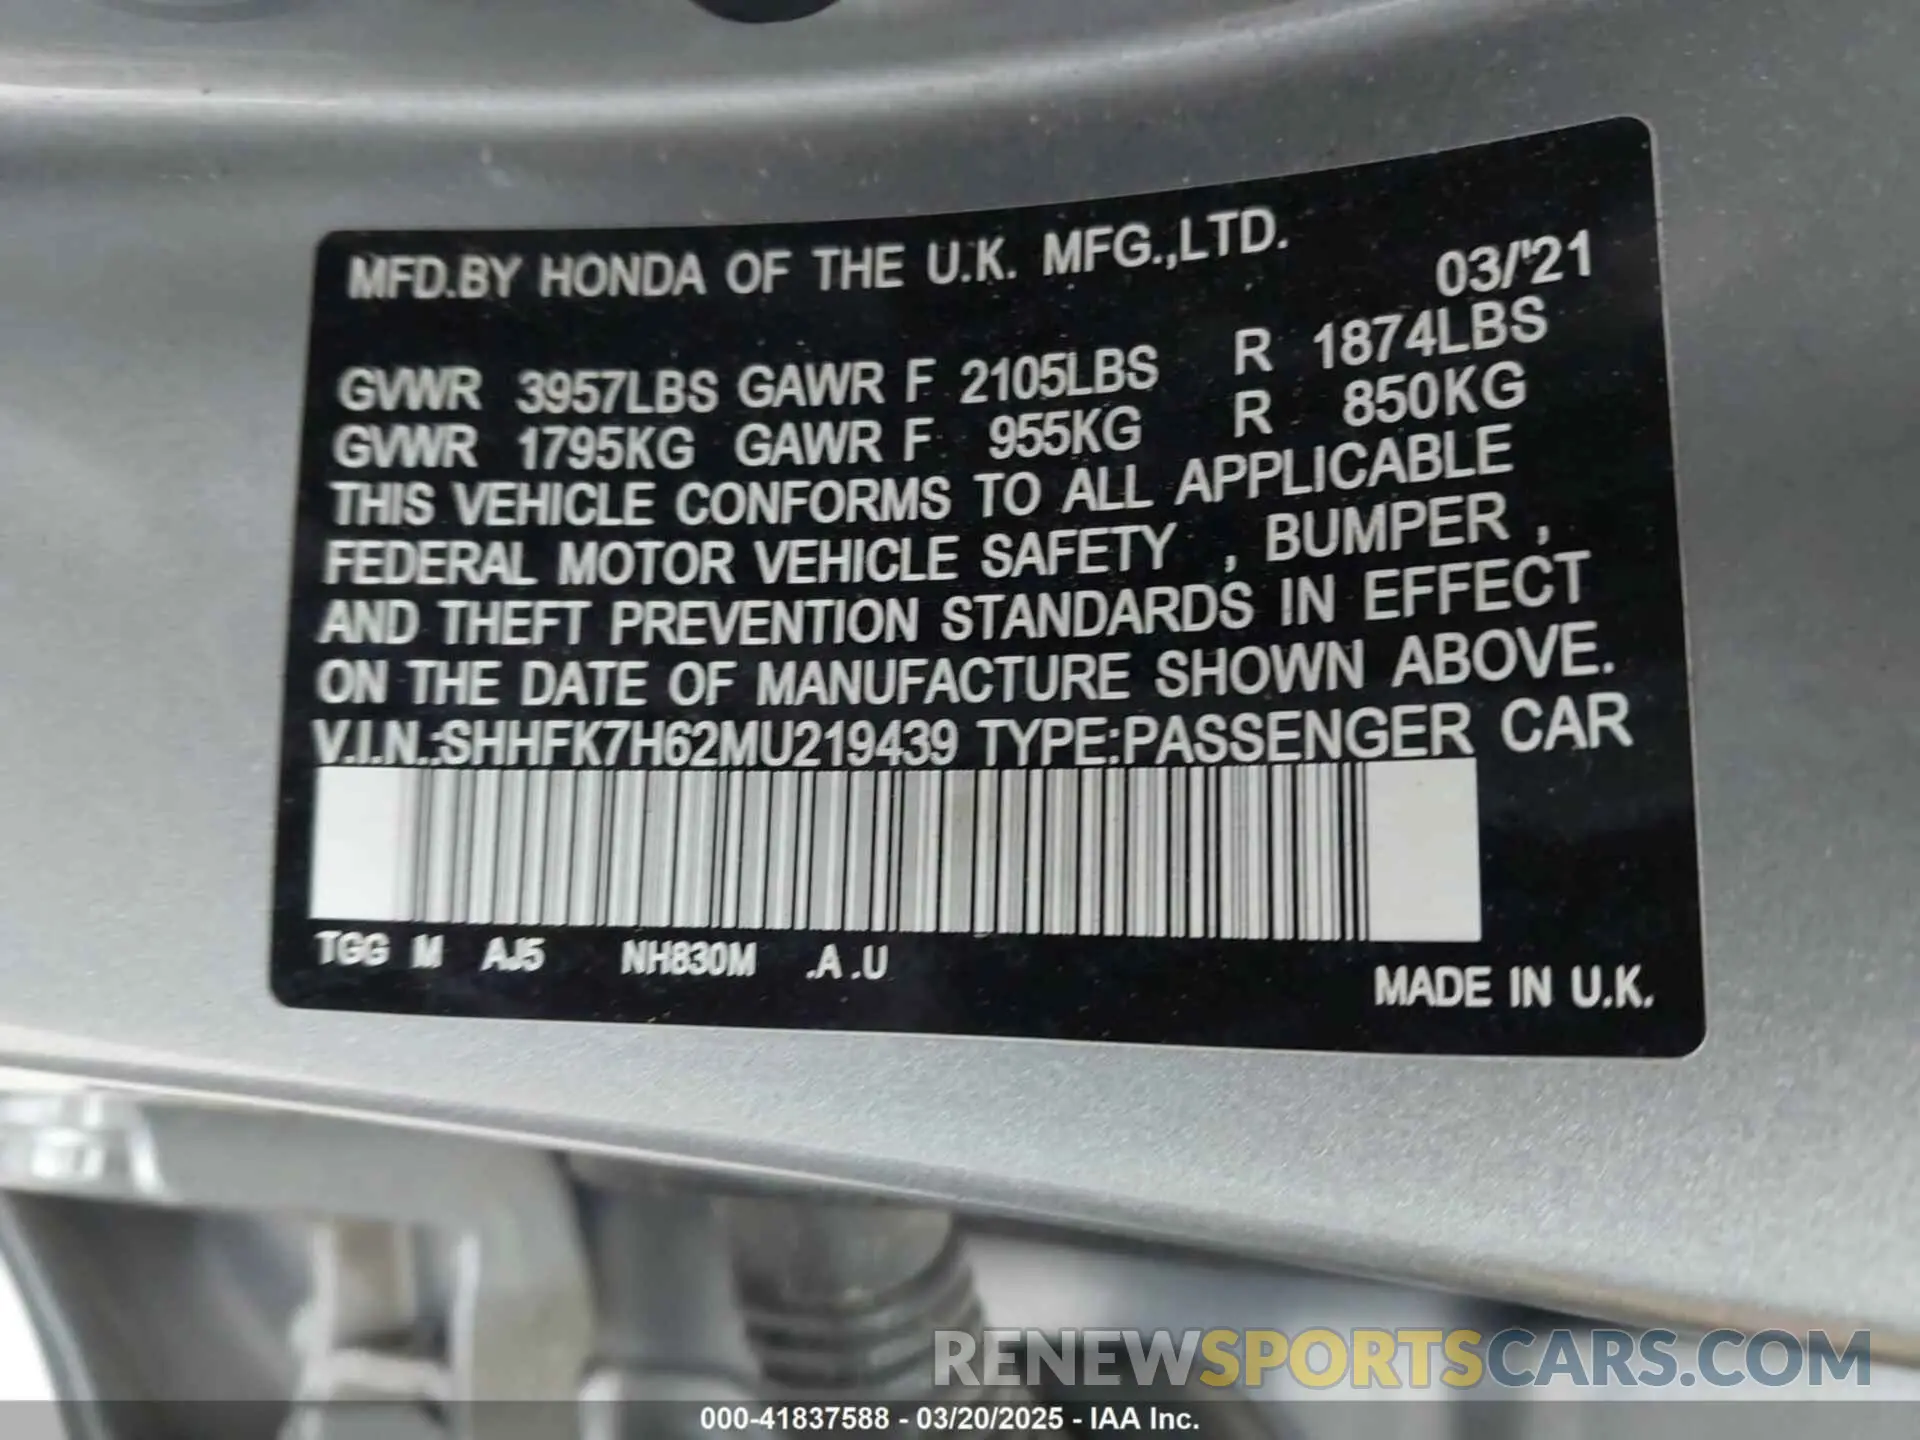 MFD.BY HONDA OF THE U.K. MFG.,LTD. 03/'21
GVWR 3957LBS GAWR F 2105LBS R 1874LBS
GVWR 1795KG GAWR F 955KG R 850KG
THIS VEHICLE CONFORMS TO ALL APPLICABLE
FEDERAL MOTOR VEHICLE SAFETY , BUMPER ,
AND THEFT PREVENTION STANDARDS IN EFFECT
ON THE DATE OF MANUFACTURE SHOWN ABOVE.
V.I.N.:SHHFK7H62MU219439 TYPE:PASSENGER CAR
TGG M AJ5 NH830M .A .U
MADE IN U.K.
RENEWSPORTSCARS.COM
000-41837588 - 03/20/2025 - IAA Inc.